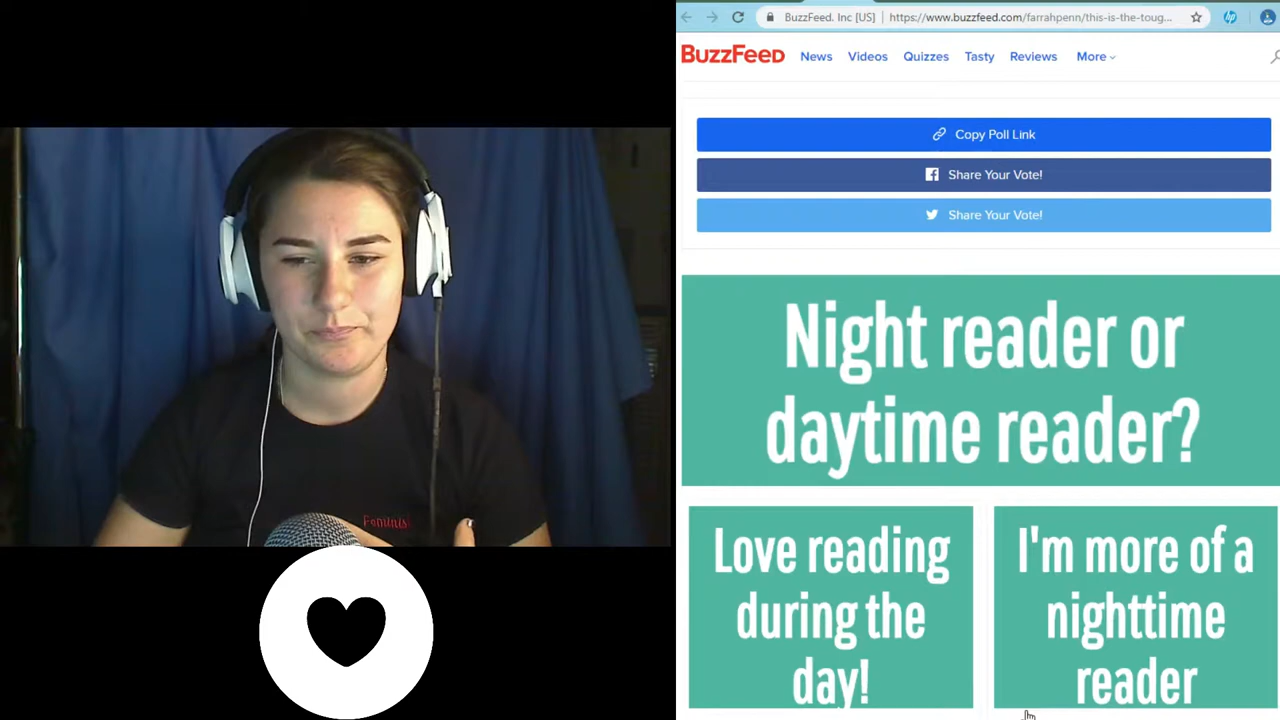 Feminist
BuzzFeed. Inc [US]
https://www.buzzfeed.com/farrahpenn/this-is-the-toug...
BuzzFeed
News
Videos
Quizzes
Tasty
Reviews
More
Copy Poll Link
Share Your Vote!
Share Your Vote!
Night reader or
daytime reader?
Love reading
during the
day!
I'm more of a
nighttime
reader